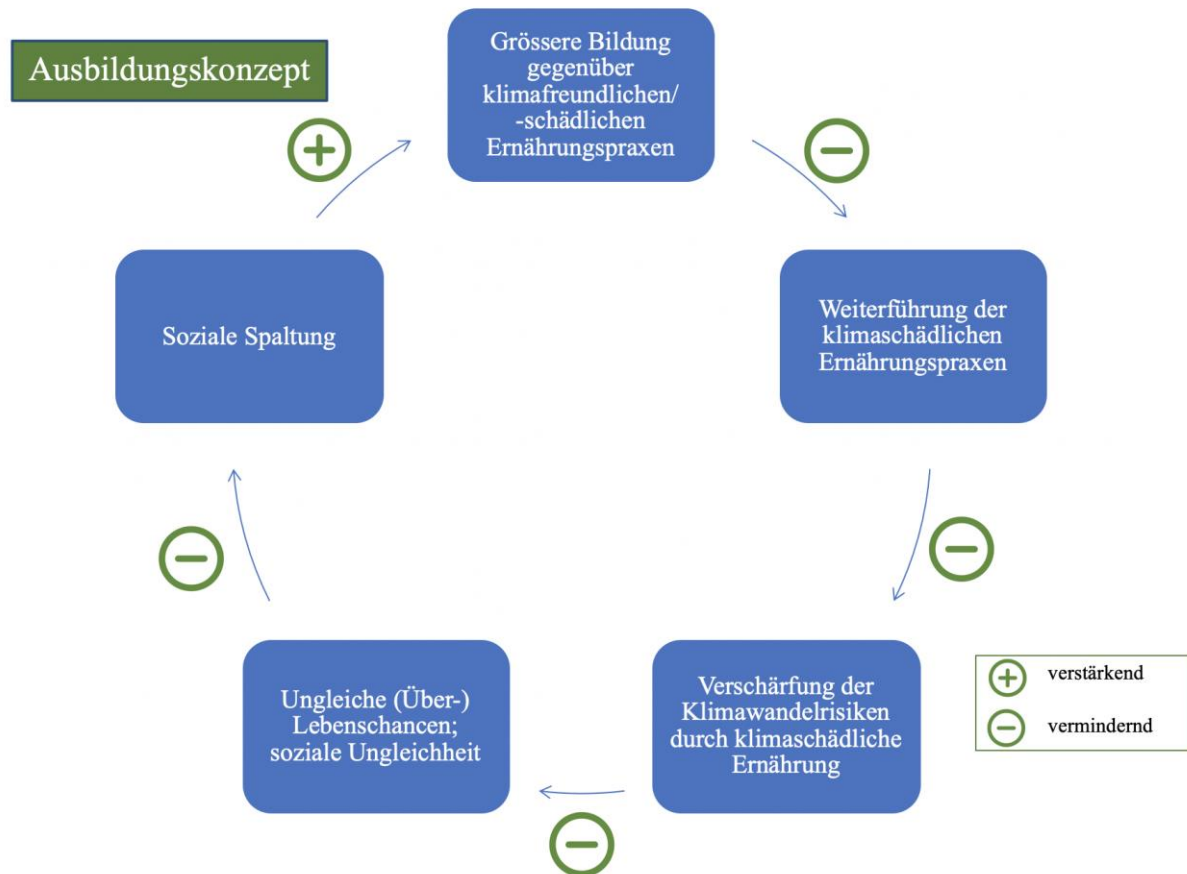 Ausbildungskonzept
Grössere Bildung
gegenüber
klimafreundlichen/
-schädlichen
Ernährungspraxen
Weiterführung der
klimaschädlichen
Ernährungspraxen
Verschärfung der
Klimawandelrisiken
durch klimaschädliche
Ernährung
Ungleiche (Über-)
Lebenschancen;
soziale Ungleichheit
Soziale Spaltung
verstärkend
vermindernd